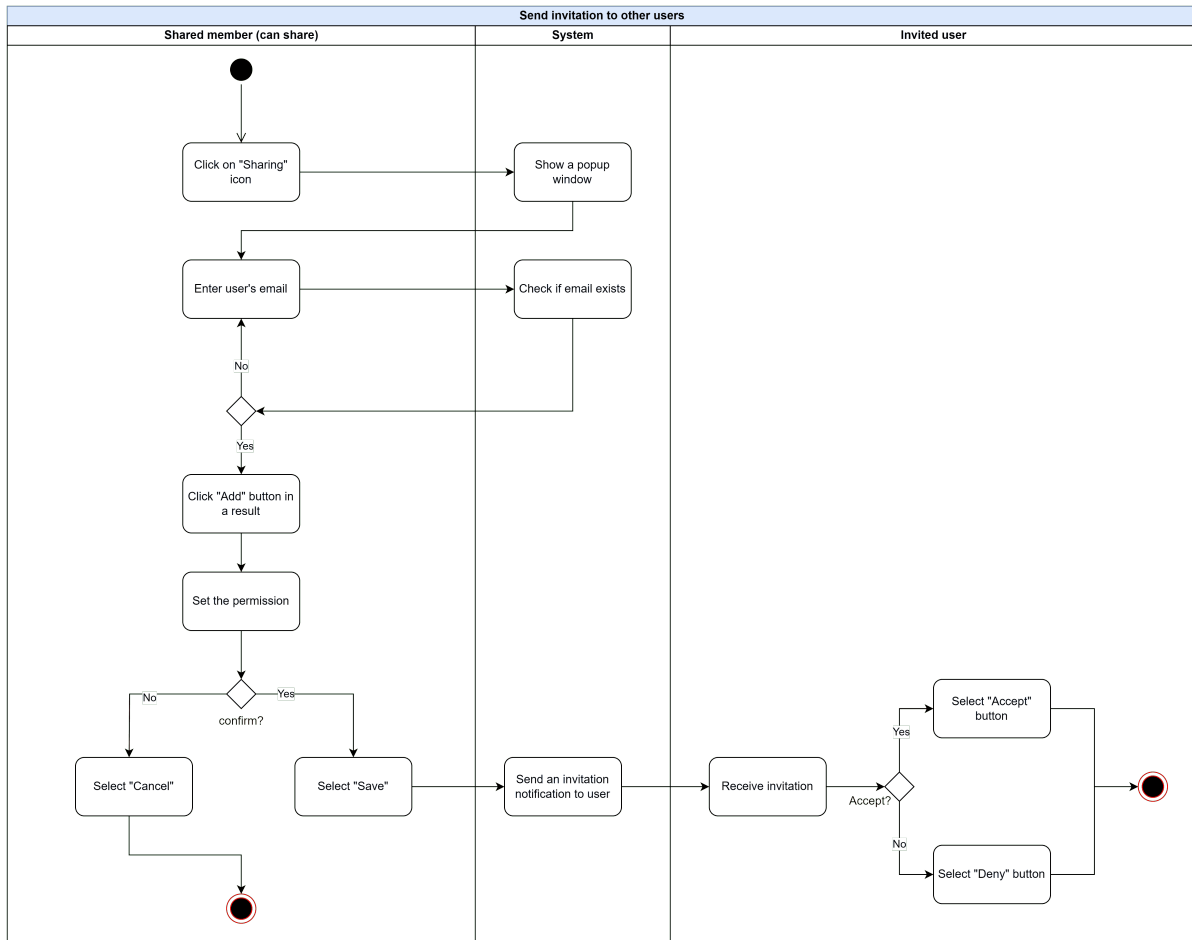 Send invitation to other users
Shared member (can share)
System
Invited user
Click on "Sharing"
icon
Show a popup
window
Enter user's email
Check if email exists
No
Yes
Click "Add" button in
a result
Set the permission
No
Yes
confirm?
Select "Cancel"
Select "Save"
Send an invitation
notification to user
Receive invitation
Accept?
Yes
Select "Accept"
button
No
Select "Deny" button